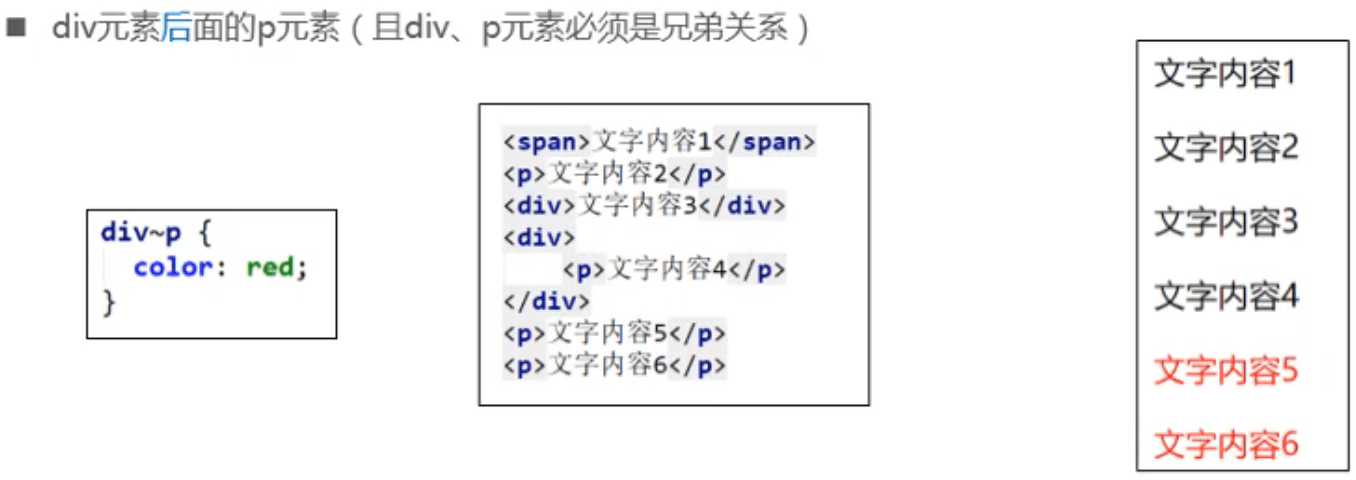 ■ div元素后面的p元素（且div、p元素必须是兄弟关系）
div~p {
  color: red;
}
<span>文字内容1</span>
<p>文字内容2</p>
<div>文字内容3</div>
<div>
    <p>文字内容4</p>
</div>
<p>文字内容5</p>
<p>文字内容6</p>
文字内容1
文字内容2
文字内容3
文字内容4
文字内容5
文字内容6